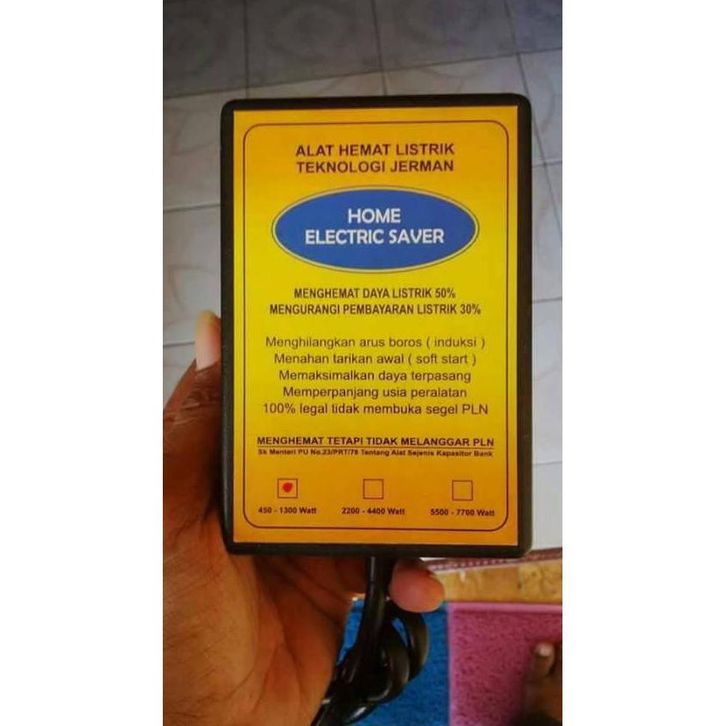 ALAT HEMAT LISTRIK
TEKNOLOGI JERMAN
HOME
ELECTRIC SAVER
MENGHEMAT DAYA LISTRIK 50%
MENGURANGI PEMBAYARAN LISTRIK 30%
Menghilangkan arus boros ( induksi )
Menahan tarikan awal ( soft start )
Memaksimalkan daya terpasang
Memperpanjang usia peralatan
100% legal tidak membuka segel PLN
MENGHEMAT TETAPI TIDAK MELANGGAR PLN
Sk Menteri PU No.23/PRT/78 Tentang Alat Sejenis Kapasitor Bank
450 - 1300 Watt 2200 - 4400 Watt 5500 - 7700 Watt